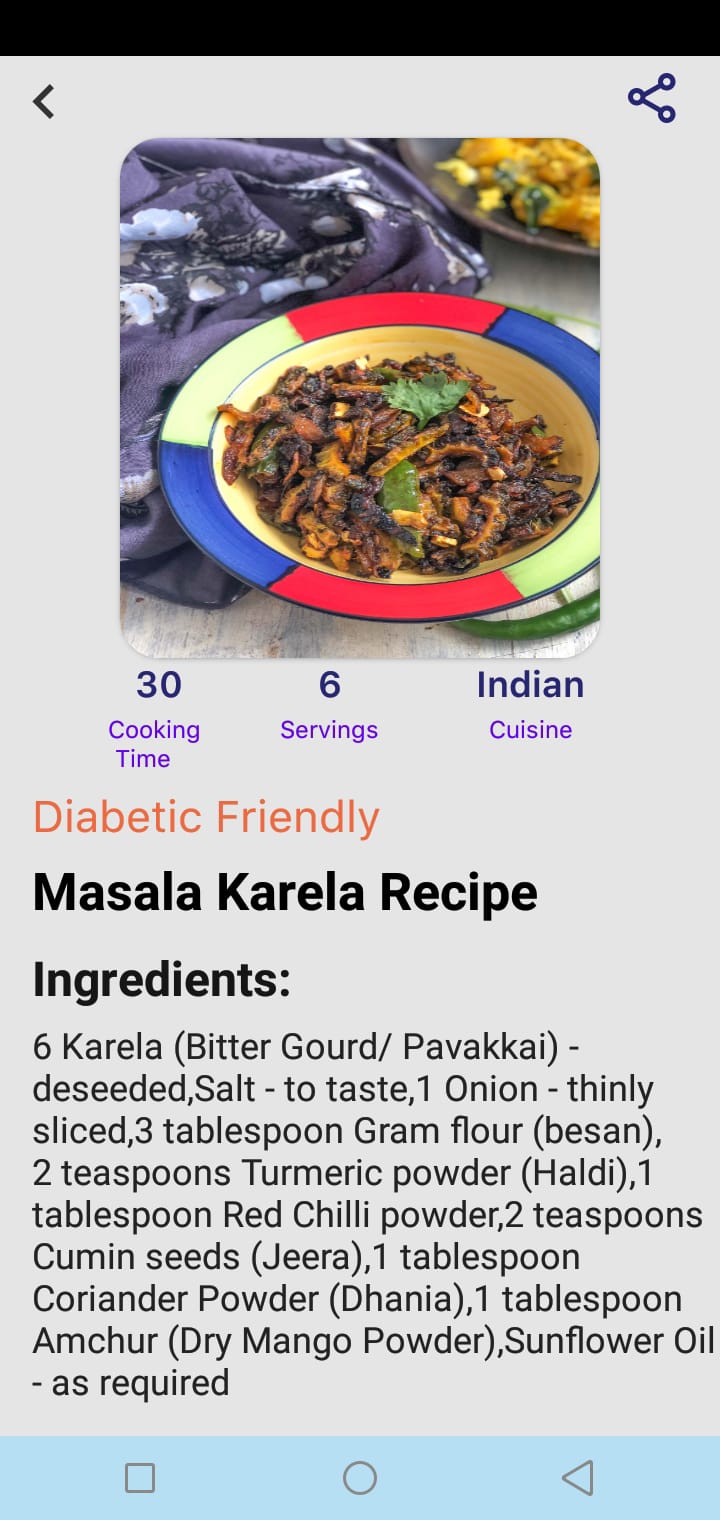 30
6
Indian
Cooking
Time
Servings
Cuisine
Diabetic Friendly
Masala Karela Recipe
Ingredients:
6 Karela (Bitter Gourd/ Pavakkai) -
deseeded,Salt - to taste,1 Onion - thinly
sliced,3 tablespoon Gram flour (besan),
2 teaspoons Turmeric powder (Haldi),1
tablespoon Red Chilli powder,2 teaspoons
Cumin seeds (Jeera),1 tablespoon
Coriander Powder (Dhania),1 tablespoon
Amchur (Dry Mango Powder),Sunflower Oil
- as required